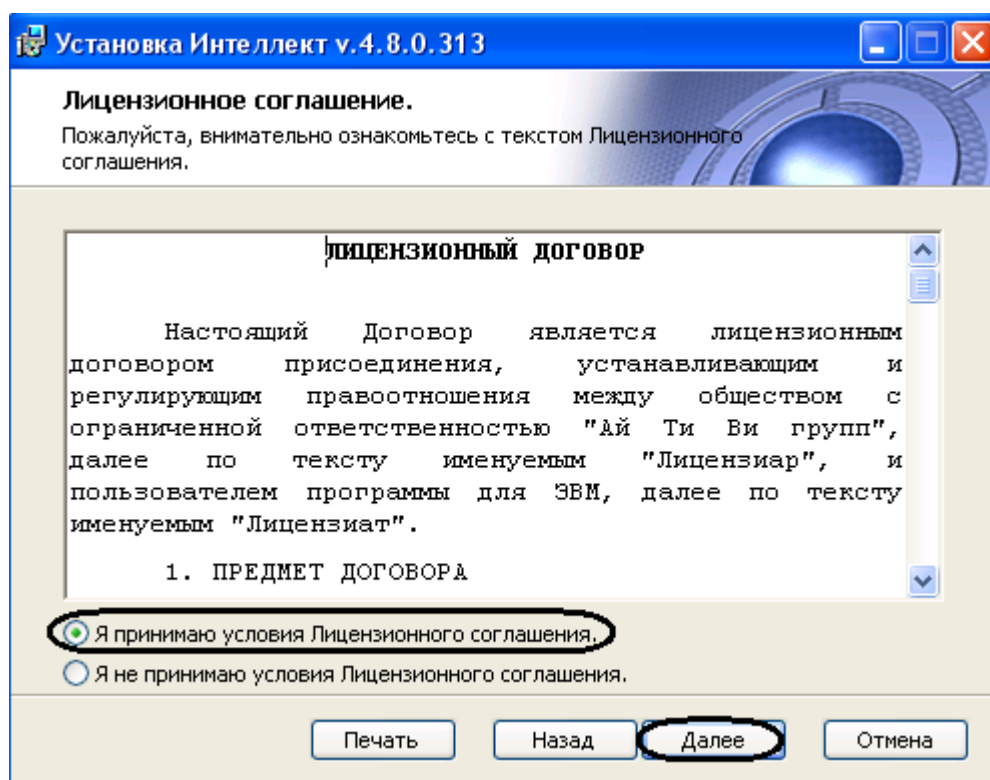 Установка Интеллект v.4.8.0.313
Лицензионное соглашение.
Пожалуйста, внимательно ознакомьтесь с текстом Лицензионного
соглашения.
ЛИЦЕНЗИОННЫЙ ДОГОВОР
Настоящий Договор является лицензионным
договором присоединения, устанавливающим и
регулирующим правоотношения между обществом с
ограниченной ответственностью "Ай Ти Ви групп",
далее по тексту именуемым "Лицензиар", и
пользователем программы для ЭВМ, далее по тексту
именуемым "Лицензиат".
1. ПРЕДМЕТ ДОГОВОРА
Я принимаю условия Лицензионного соглашения.
Я не принимаю условия Лицензионного соглашения.
Печать Назад Далее Отмена